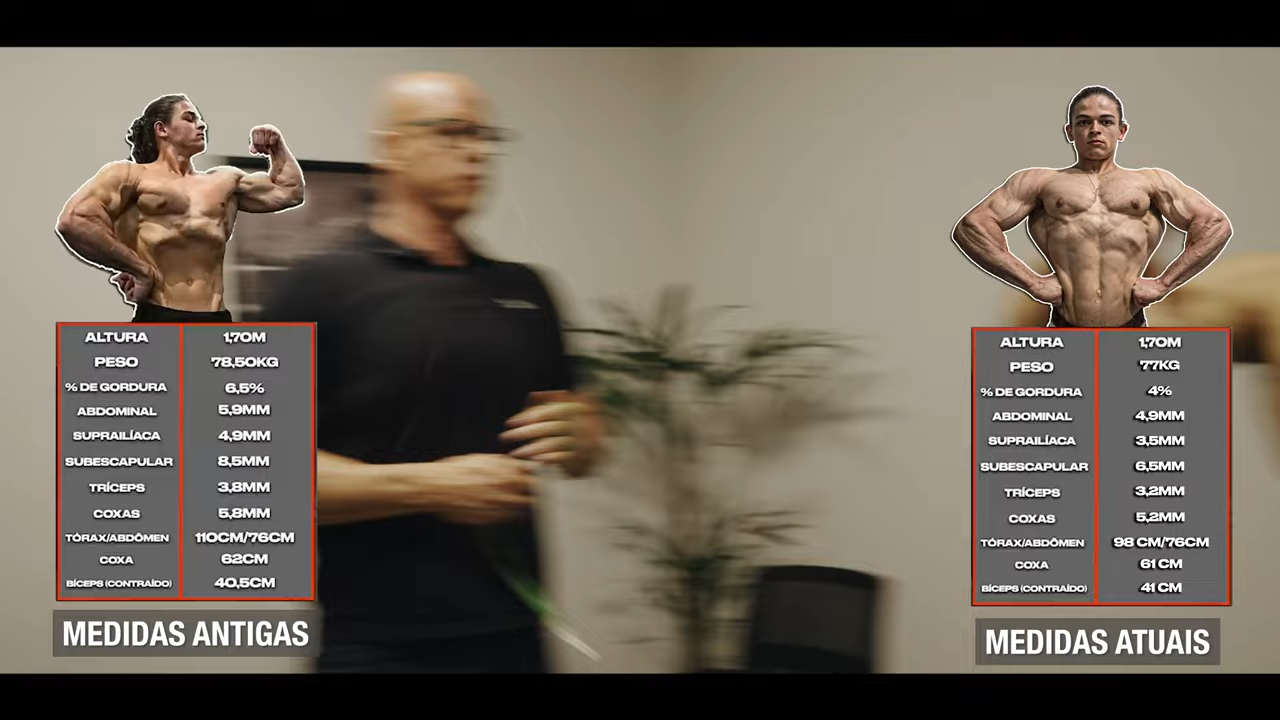 ALTURA 1,70M
PESO 78,50KG
% DE GORDURA 6,5%
ABDOMINAL 5,9MM
SUPRAILÍACA 4,9MM
SUBESCAPULAR 8,5MM
TRÍCEPS 3,8MM
COXAS 5,8MM
TÓRAX/ABDÔMEN 110CM/76CM
COXA 62CM
BÍCEPS (CONTRAÍDO) 40,5CM
MEDIDAS ANTIGAS
ALTURA 1,70M
PESO 77KG
% DE GORDURA 4%
ABDOMINAL 4,9MM
SUPRAILÍACA 3,5MM
SUBESCAPULAR 6,5MM
TRÍCEPS 3,2MM
COXAS 5,2MM
TÓRAX/ABDÔMEN 98 CM/76CM
COXA 61 CM
BÍCEPS (CONTRAÍDO) 41 CM
MEDIDAS ATUAIS